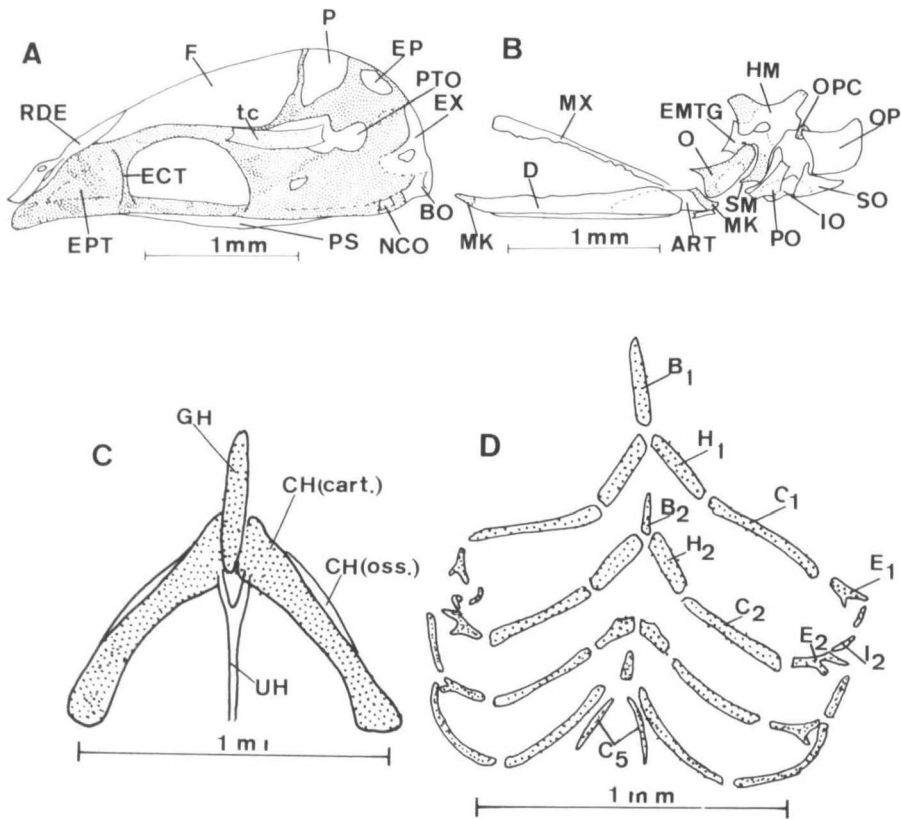 A
F
P
EP
PTO
EX
tc
RDE
ECT
EPT
PS
NCO
BO
1mm
B
MX
HM
OPC
EMTG
OP
O
D
SM
MK
SO
IO
PO
ART
MK
1mm
C
GH
CH(cart.)
CH(oss.)
UH
1 m
D
B1
H1
C1
B2
H2
E1
C2
E2
I2
C5
1 m m